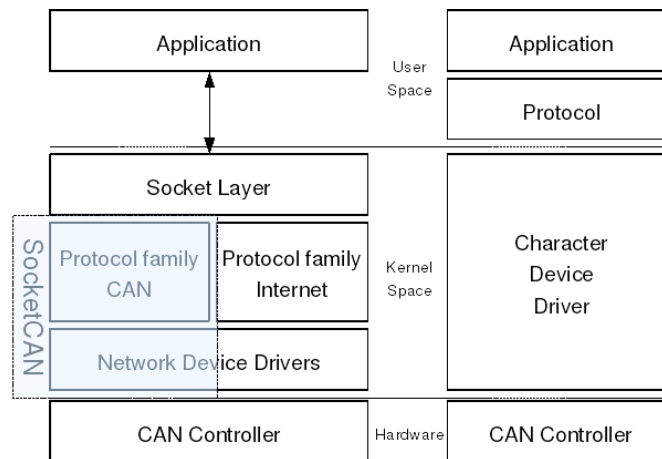 Application
Application
User
Space
Protocol
Socket Layer
SocketCAN
Protocol family
CAN
Protocol family
Internet
Kernel
Space
Character
Device
Driver
Network Device Drivers
CAN Controller
Hardware
CAN Controller